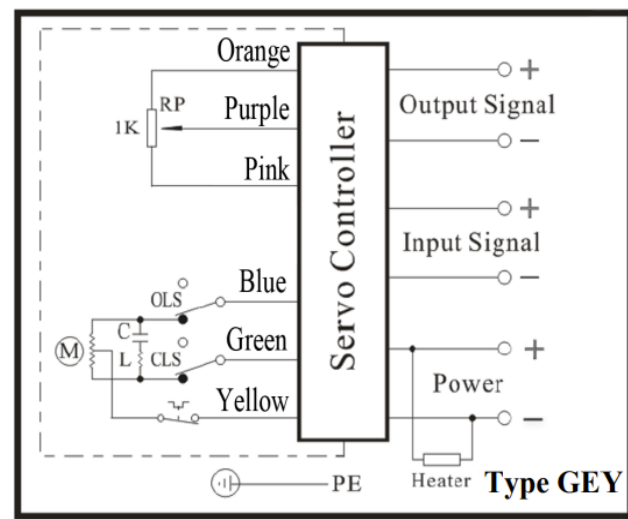 Orange
RP
1K
Purple
Pink
Servo Controller
+
Output Signal
−
+
Input Signal
−
OLS
Blue
C
M
L
CLS
Green
Yellow
+
Power
−
PE
Heater
Type GEY